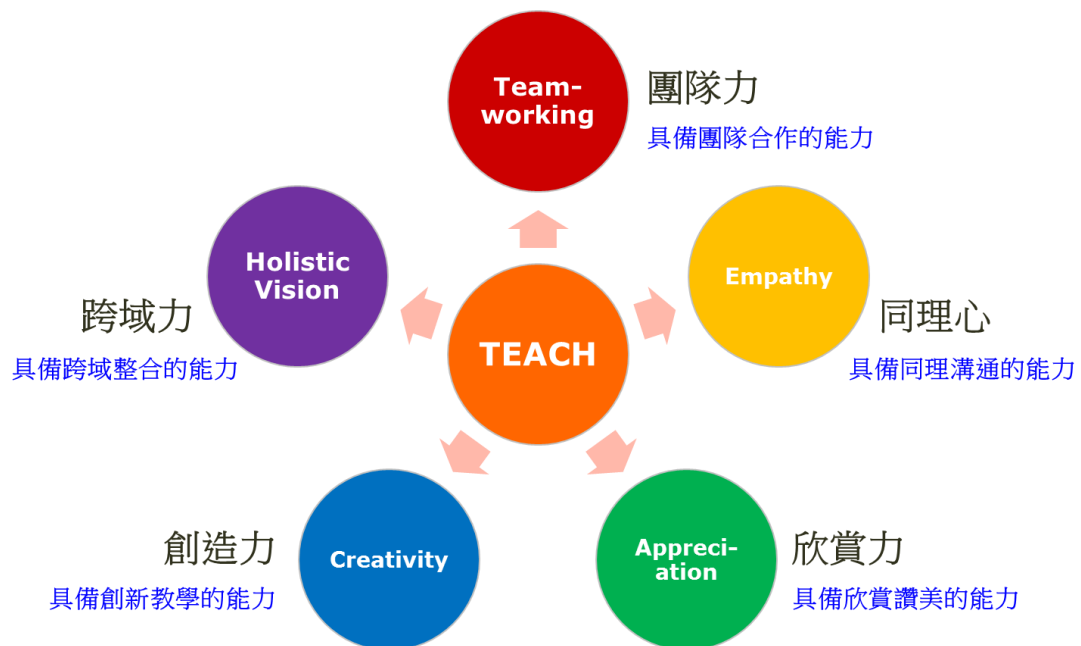 Team-
working
團隊力
具備團隊合作的能力
Empathy
同理心
具備同理溝通的能力
Appreci-
ation
欣賞力
具備欣賞讚美的能力
Creativity
創造力
具備創新教學的能力
Holistic
Vision
跨域力
具備跨域整合的能力
TEACH